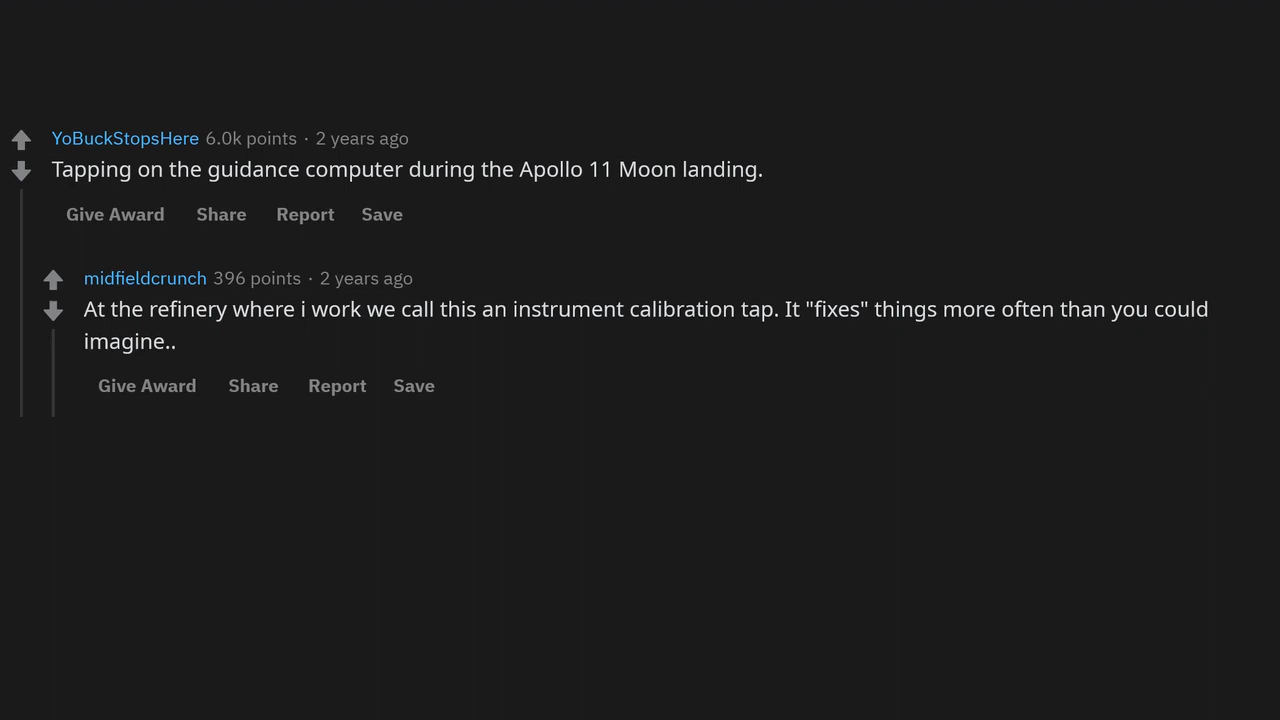 YoBuckStopsHere 6.0k points · 2 years ago
Tapping on the guidance computer during the Apollo 11 Moon landing.
Give Award Share Report Save
midfieldcrunch 396 points · 2 years ago
At the refinery where i work we call this an instrument calibration tap. It "fixes" things more often than you could
imagine..
Give Award Share Report Save